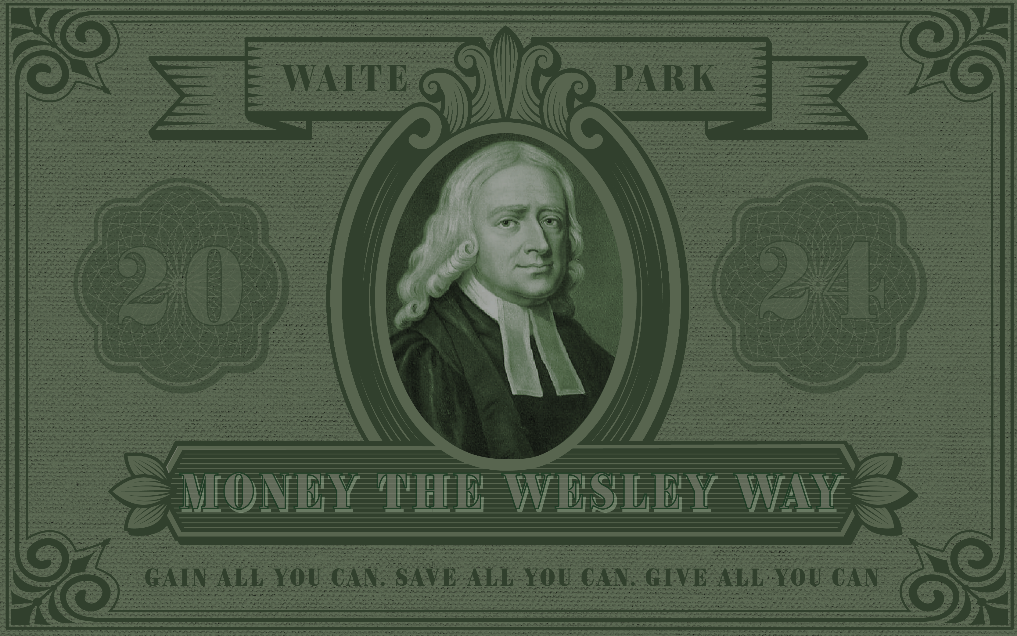 WAITE PARK
20 24
MONEY THE WESLEY WAY
GAIN ALL YOU CAN. SAVE ALL YOU CAN. GIVE ALL YOU CAN